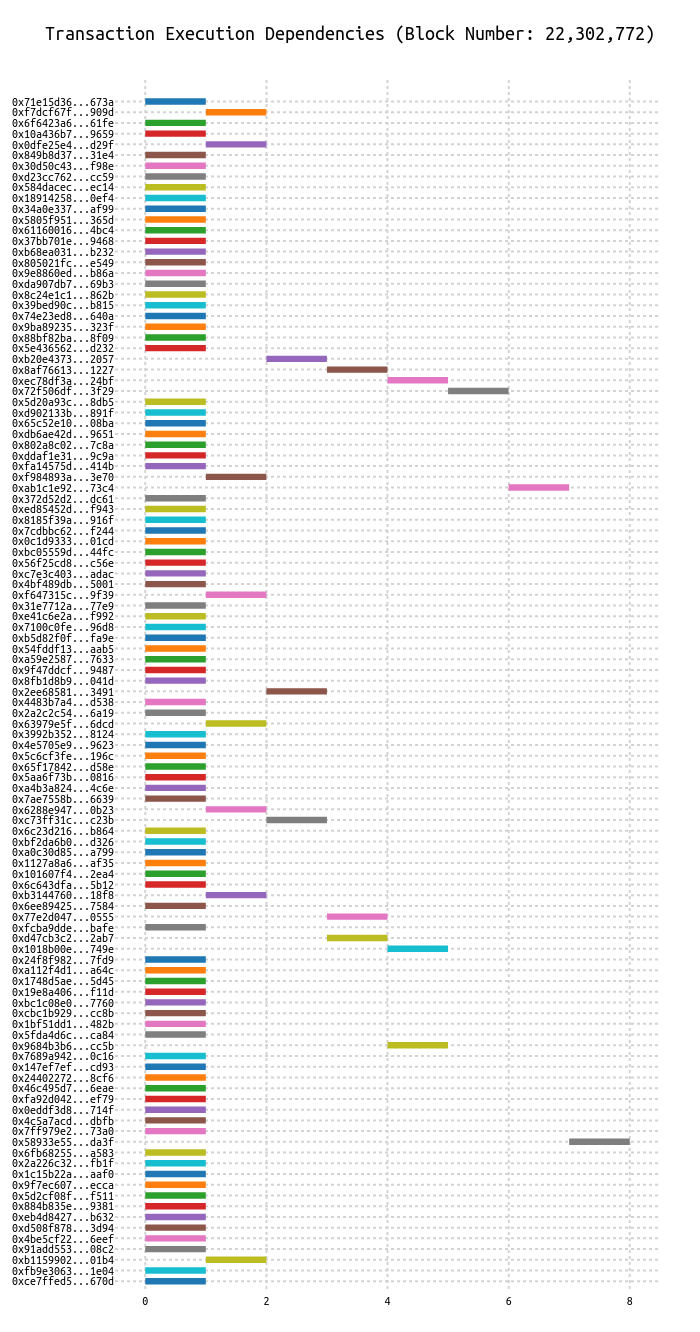 Transaction Execution Dependencies (Block Number: 22,302,772)
0x71e15d36...673a
0xf7dcf67f...909d
0x6f6423a6...61fe
0x10a436b7...9659
0x0dfe25e4...d29f
0x849b8d37...31e4
0x30d50c43...f98e
0xd23cc762...cc59
0x584dacec...ec14
0x18914258...0ef4
0x34a0e337...af99
0x5805f951...365d
0x61160016...4bc4
0x37bb701e...9468
0xb68ea031...b232
0x805021fc...e549
0x9e8860ed...b86a
0xda907db7...69b3
0x8c24e1c1...862b
0x39bed90c...b815
0x74e23ed8...640a
0x9ba89235...323f
0x88bf82ba...8f09
0x5e436562...d232
0xb20e4373...2057
0x8af76613...1227
0xec78df3a...24bf
0x72f506df...3f29
0x5d20a93c...8db5
0xd902133b...891f
0x65c52e10...08ba
0xdb6ae42d...9651
0x802a8c02...7c8a
0xddaf1e31...9c9a
0xfa14575d...414b
0xf984893a...3e70
0xab1c1e92...73c4
0x372d52d2...dc61
0xed85452d...f943
0x8185f39a...916f
0x7cdbbc62...f244
0x0c1d9333...01cd
0xbc05559d...44fc
0x56f25cd8...c56e
0xc7e3c403...adac
0x4bf489db...5001
0xf647315c...9f39
0x31e7712a...77e9
0xe41c6e2a...f992
0x7100c0fe...96d8
0xb5d82f0f...fa9e
0x54fddf13...aab5
0xa59e2587...7633
0x9f47ddcf...9487
0x8fb1d8b9...041d
0x2ee68581...3491
0x4483b7a4...d538
0x2a2c2c54...6a19
0x63979e5f...6dcd
0x3992b352...8124
0x4e5705e9...9623
0x5c6cf3fe...196c
0x65f17842...d58e
0x5aa6f73b...0816
0xa4b3a824...4c6e
0x7ae7558b...6639
0x6288e947...0b23
0xc73ff31c...c23b
0x6c23d216...b864
0xbf2da6b0...d326
0xa0c30d85...a799
0x1127a8a6...af35
0x101607f4...2ea4
0x6c643dfa...5b12
0xb3144760...18f8
0x6ee89425...7584
0x77e2d047...0555
0xfcba9dde...bafe
0xd47cb3c2...2ab7
0x1018b00e...749e
0x24f8f982...7fd9
0xa112f4d1...a64c
0x1748d5ae...5d45
0x19e8a406...f11d
0xbc1c08e0...7760
0xcbc1b929...cc8b
0x1bf51dd1...482b
0x5fda4d6c...ca84
0x9684b3b6...cc5b
0x7689a942...0c16
0x147ef7ef...cd93
0x24402272...8cf6
0x46c495d7...6eae
0xfa92d042...ef79
0x0eddf3d8...714f
0x4c5a7acd...dbfb
0x7ff979e2...73a0
0x58933e55...da3f
0x6fb68255...a583
0x2a226c32...fb1f
0x1c15b22a...aaf0
0x9f7ec607...ecca
0x5d2cf08f...f511
0x884b835e...9381
0xeb4d8427...b632
0xd508f878...3d94
0x4be5cf22...6eef
0x91add553...08c2
0xb1159902...01b4
0xfb9e3063...1e04
0xce7ffed5...670d
0 2 4 6 8